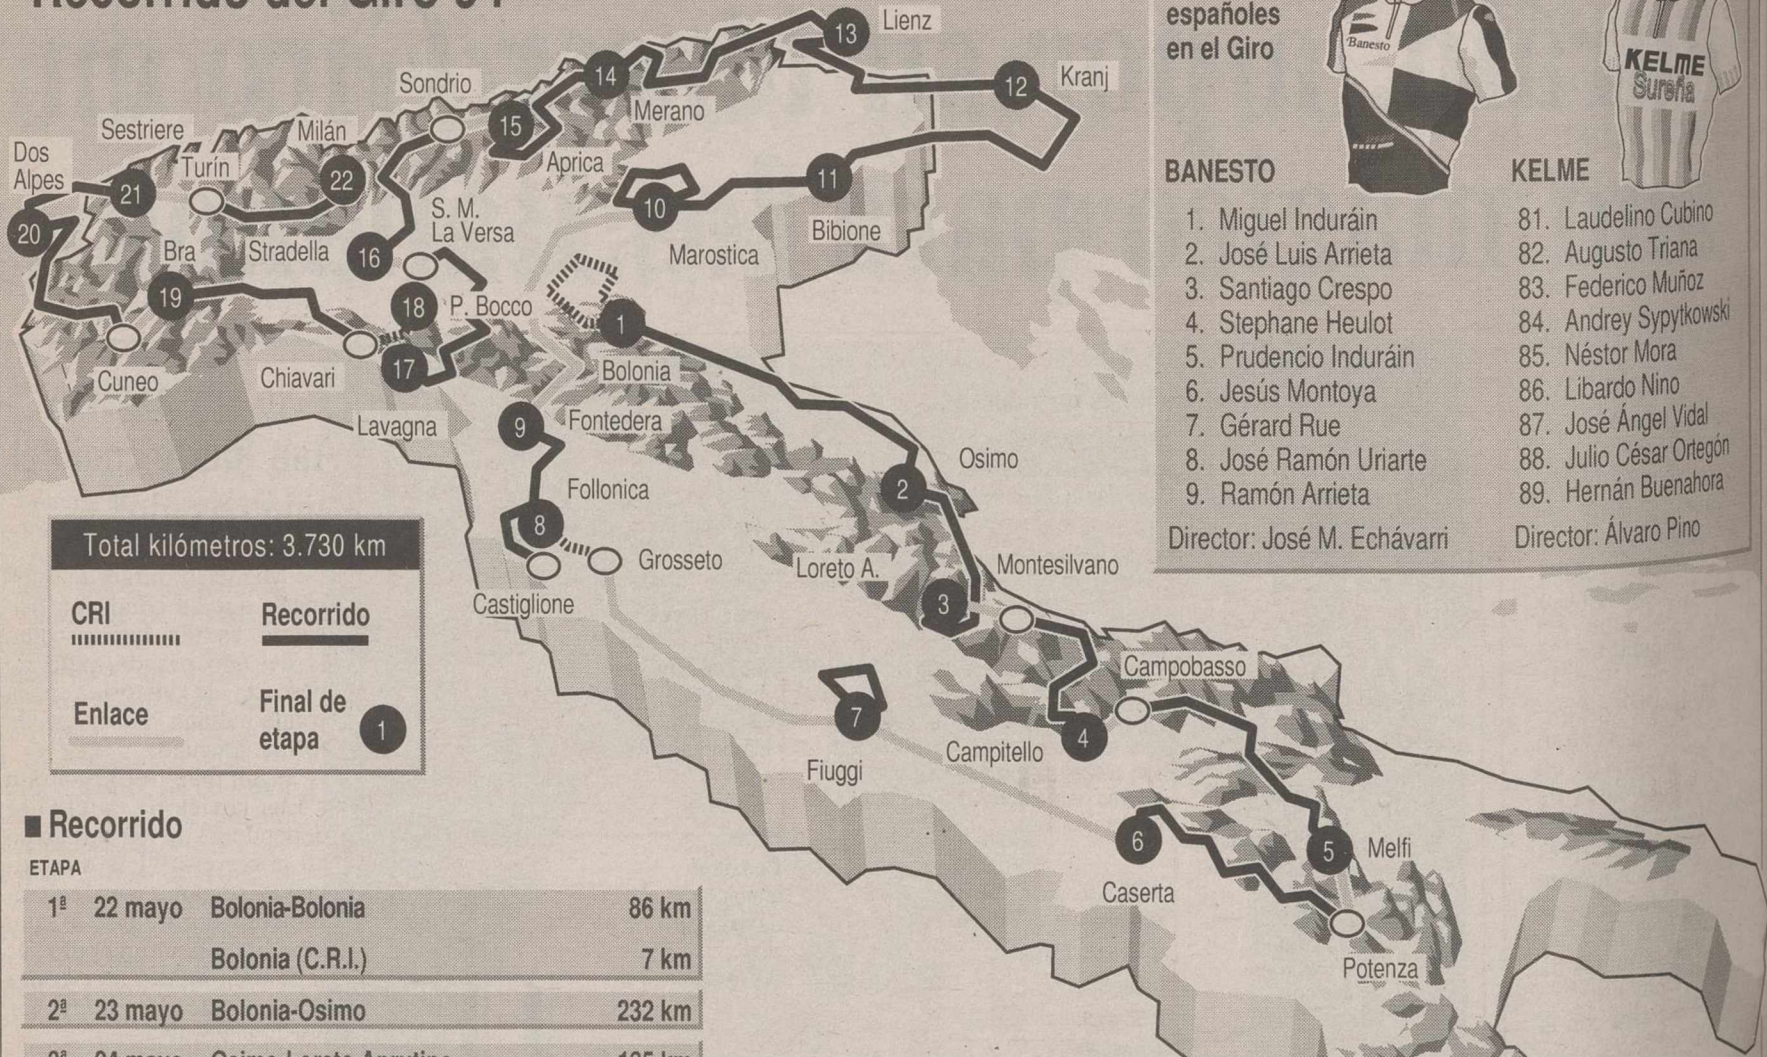 Recorrido del Giro 94
españoles
en el Giro
Banesto
KELME
Sureña
BANESTO
1. Miguel Induráin
2. José Luis Arrieta
3. Santiago Crespo
4. Stephane Heulot
5. Prudencio Induráin
6. Jesús Montoya
7. Gérard Rue
8. José Ramón Uriarte
9. Ramón Arrieta
Director: José M. Echávarri
KELME
81. Laudelino Cubino
82. Augusto Triana
83. Federico Muñoz
84. Andrey Sypytkowski
85. Néstor Mora
86. Libardo Nino
87. José Ángel Vidal
88. Julio César Ortegón
89. Hernán Buenahora
Director: Álvaro Pino
13
Lienz
14
Merano
12
Kranj
Sondrio
15
Aprica
Sestriere
Milán
Dos
Alpes
21
Turín
22
20
Bra
Stradella
16
S. M.
La Versa
10
Marostica
11
Bibione
19
18
P. Bocco
1
Bolonia
Cuneo
Chiavari
17
Lavagna
9
Fontedera
Follonica
8
Grosseto
Castiglione
2
Osimo
Loreto A.
3
Montesilvano
Campobasso
7
Fiuggi
Campitello
4
6
Caserta
5
Melfi
Potenza
Total kilómetros: 3.730 km
CRI
Recorrido
Enlace
Final de
etapa
1
■ Recorrido
ETAPA
1ª 22 mayo Bolonia-Bolonia 86 km
Bolonia (C.R.I.) 7 km
2ª 23 mayo Bolonia-Osimo 232 km
3ª 24 mayo Osimo-Loreto Aprutino 185 km